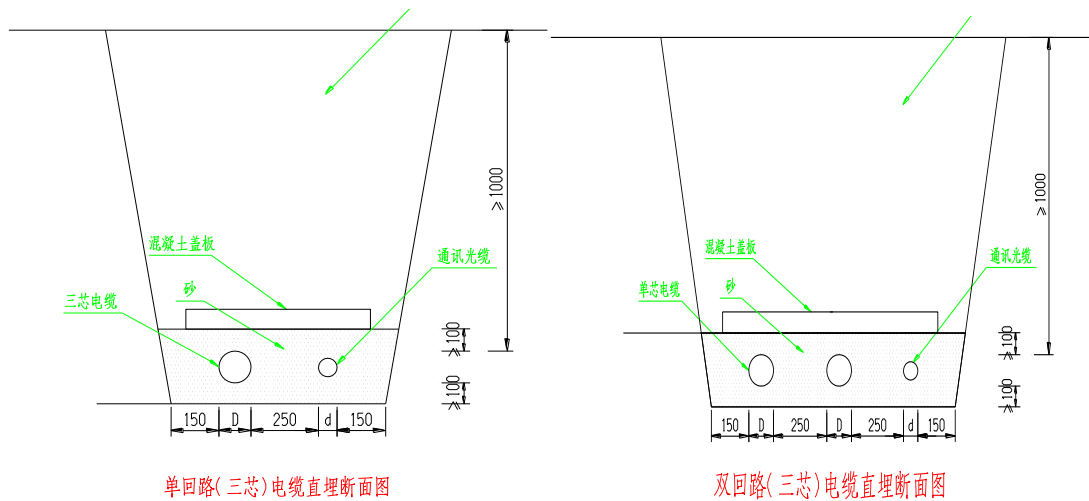 ≥1000
混凝土盖板
通讯光缆
三芯电缆
砂
≥100
≥100
150 D 250 d 150
单回路(三芯)电缆直埋断面图
≥1000
混凝土盖板
通讯光缆
单芯电缆
砂
≥100
≥100
150 D 250 D 250 d 150
双回路(三芯)电缆直埋断面图